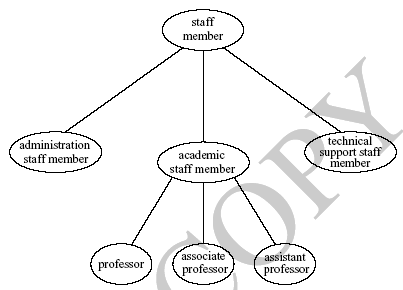 staff
member
administration
staff member
academic
staff member
technical
support staff
member
professor
associate
professor
assistant
professor
COPY